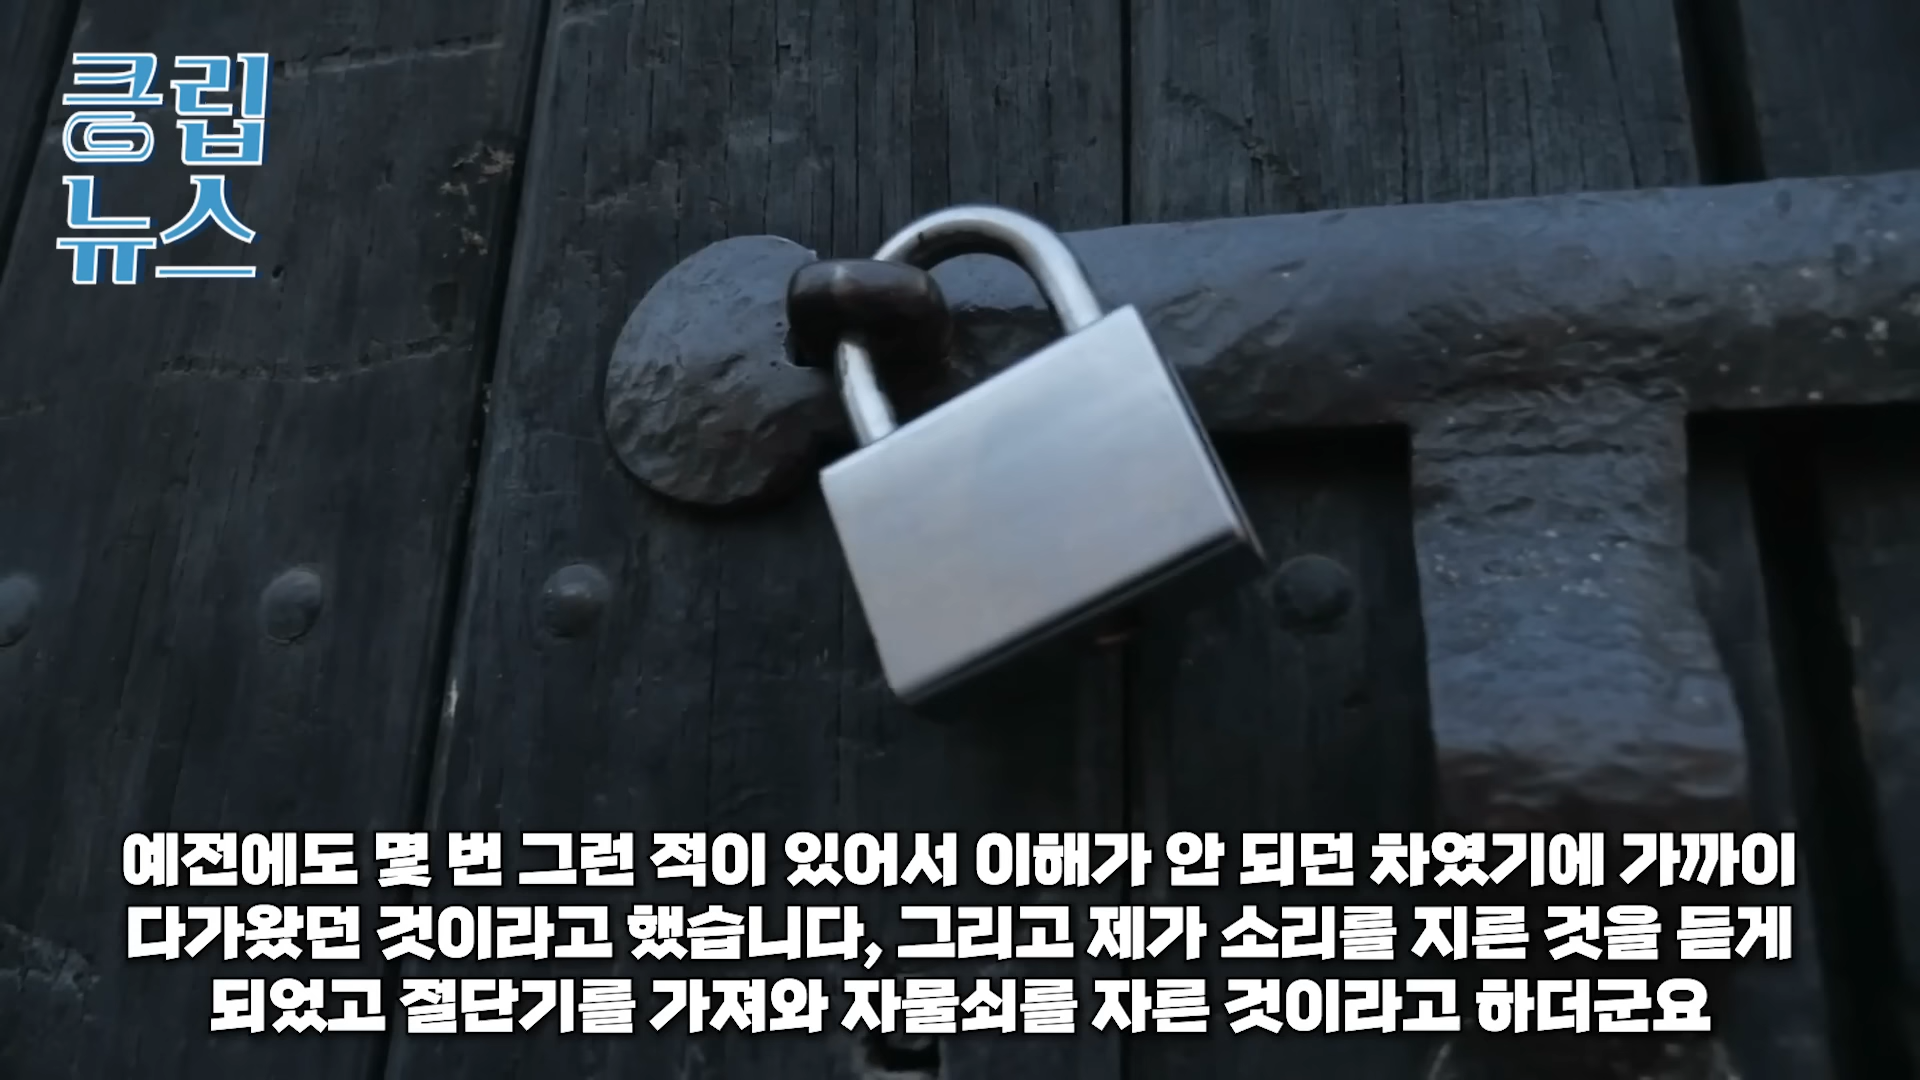 클립
뉴스
예전에도 몇 번 그런 적이 있어서 이해가 안 되던 차였기에 가까이
다가왔던 것이라고 했습니다, 그리고 제가 소리를 지른 것을 듣게
되었고 절단기를 가져와 자물쇠를 자른 것이라고 하더군요